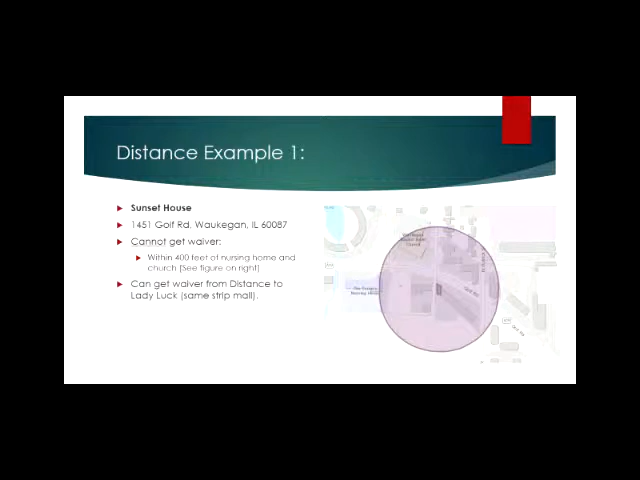 Distance Example 1:
Sunset House
1451 Golf Rd, Waukegan, IL 60087
Cannot get waiver:
Within 400 feet of nursing home and
church (See figure on right)
Can get waiver from Distance to
Lady Luck (same strip mall).